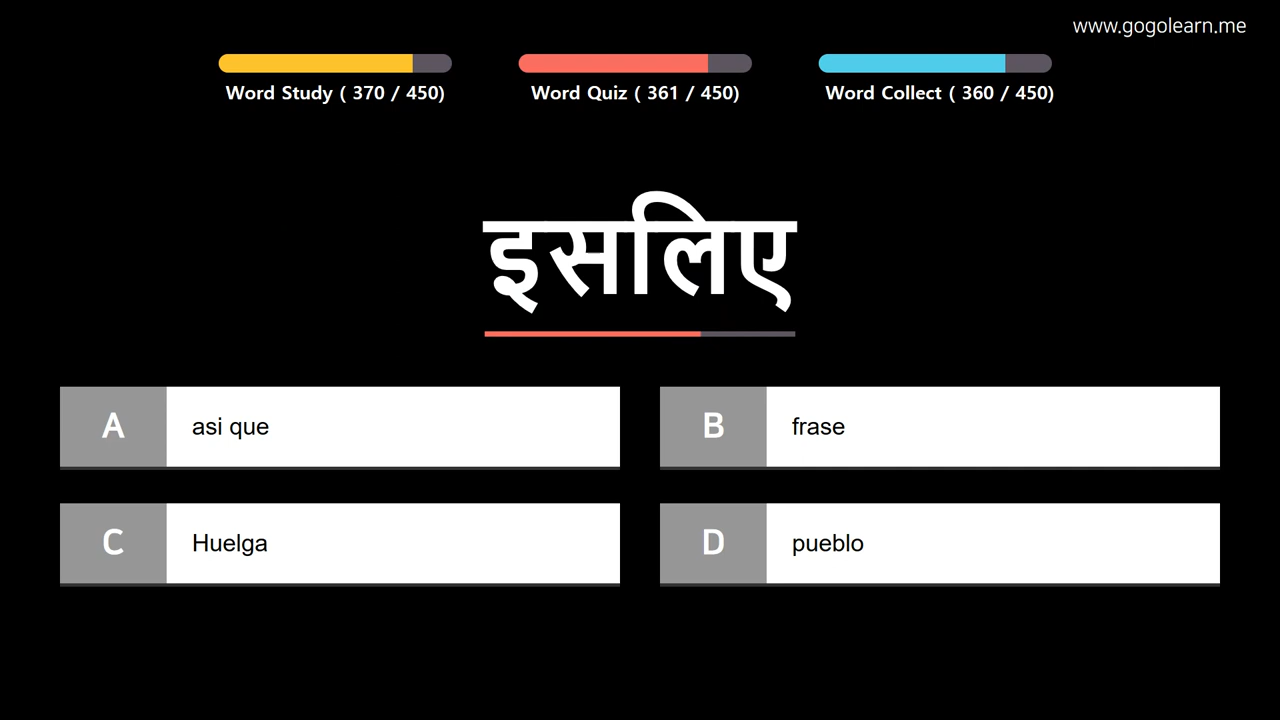 www.gogolearn.me
Word Study ( 370 / 450)
Word Quiz ( 361 / 450)
Word Collect ( 360 / 450)
इसलिए
A asi que
B frase
C Huelga
D pueblo